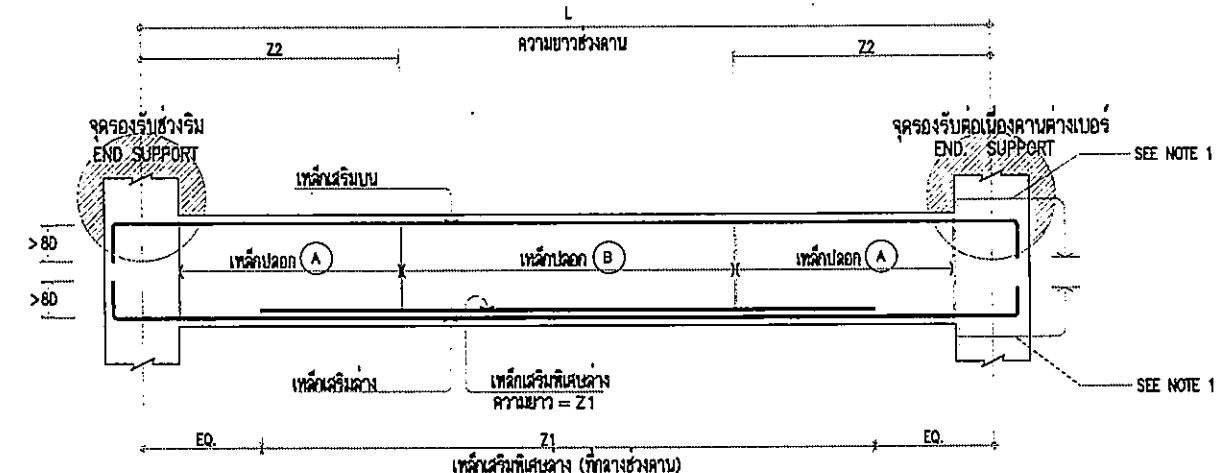 L
ความยาวช่วงคาน
Z2
Z2
จุดรองรับช่วงริม
END SUPPORT
จุดรองรับต่อเนื่องคานต่างเบอร์
END. SUPPORT
SEE NOTE 1
เหล็กเสริมบน
>8D
เหล็กปลอก A
เหล็กปลอก B
เหล็กปลอก A
>8D
เหล็กเสริมล่าง
เหล็กเสริมพิเศษล่าง
ความยาว = Z1
SEE NOTE 1
EQ.
Z1
EQ.
เหล็กเสริมพิเศษล่าง (ที่กลางช่วงคาน)